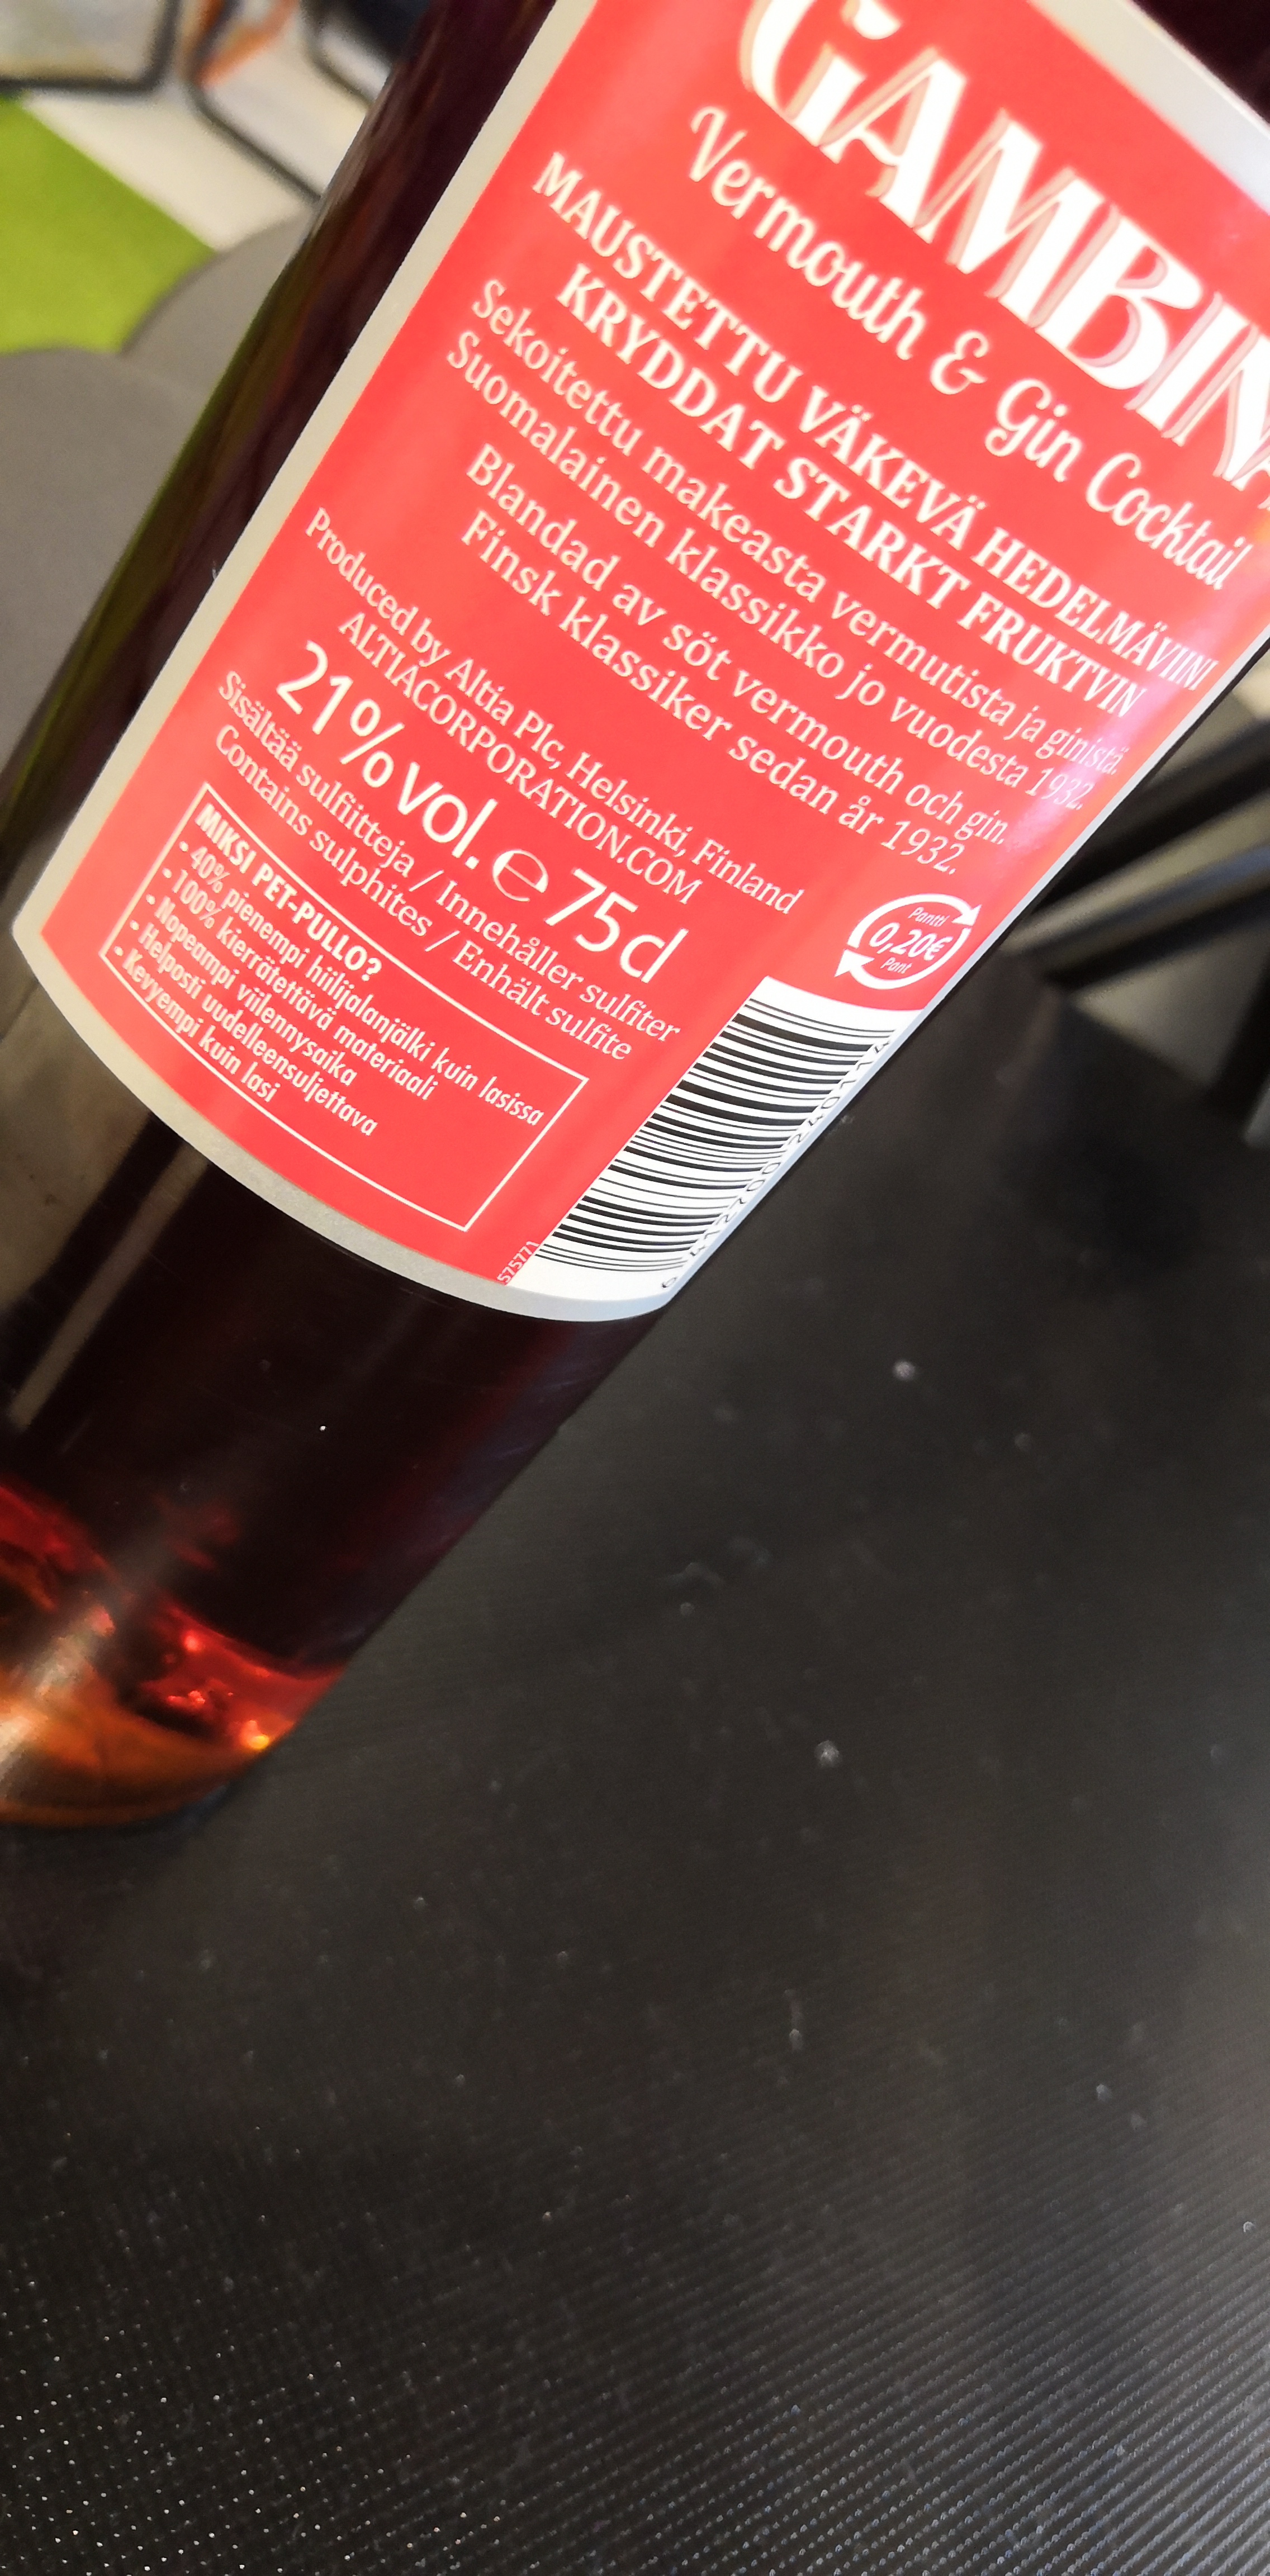 GAMBINA
Vermouth & Gin Cocktail
MAUSTETTU VÄKEVÄ HEDELMÄVIINI
KRYDDAT STARKT FRUKTVIN
Sekoitettu makeasta vermutista ja ginistä.
Suomalainen klassikko jo vuodesta 1932.
Blandad av söt vermouth och gin.
Finsk klassiker sedan år 1932.
Produced by Altia Plc, Helsinki, Finland
ALTIACORPORATION.COM
21% vol. e 75cl
Sisältää sulfiitteja / Innehåller sulfiter
Contains sulphites / Enhält sulfite
Pantti
0,20€
Pant
MIKSI PET-PULLO?
• 40% pienempi hiilijalanjälki kuin lasissa
• 100% kierrätettävä materiaali
• Nopeampi viilennysaika
• Helposti uudelleensuljettava
• Kevyempi kuin lasi
575771